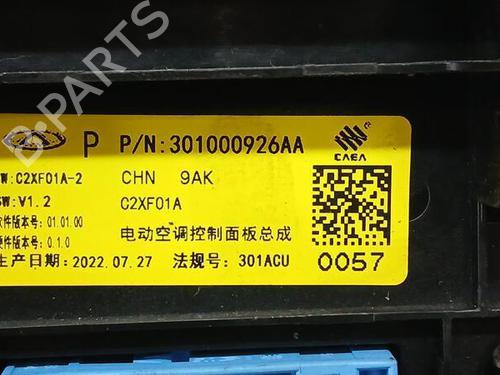 B-PARTS
P P/N:301000926AA
CAEA
W:C2XF01A-2 CHN 9AK
SW:V1.2 C2XF01A
软件版本号: 01.01.00
硬件版本号: 0.1.0 电动空调控制面板总成
生产日期: 2022.07.27 法规号: 301ACU 0057